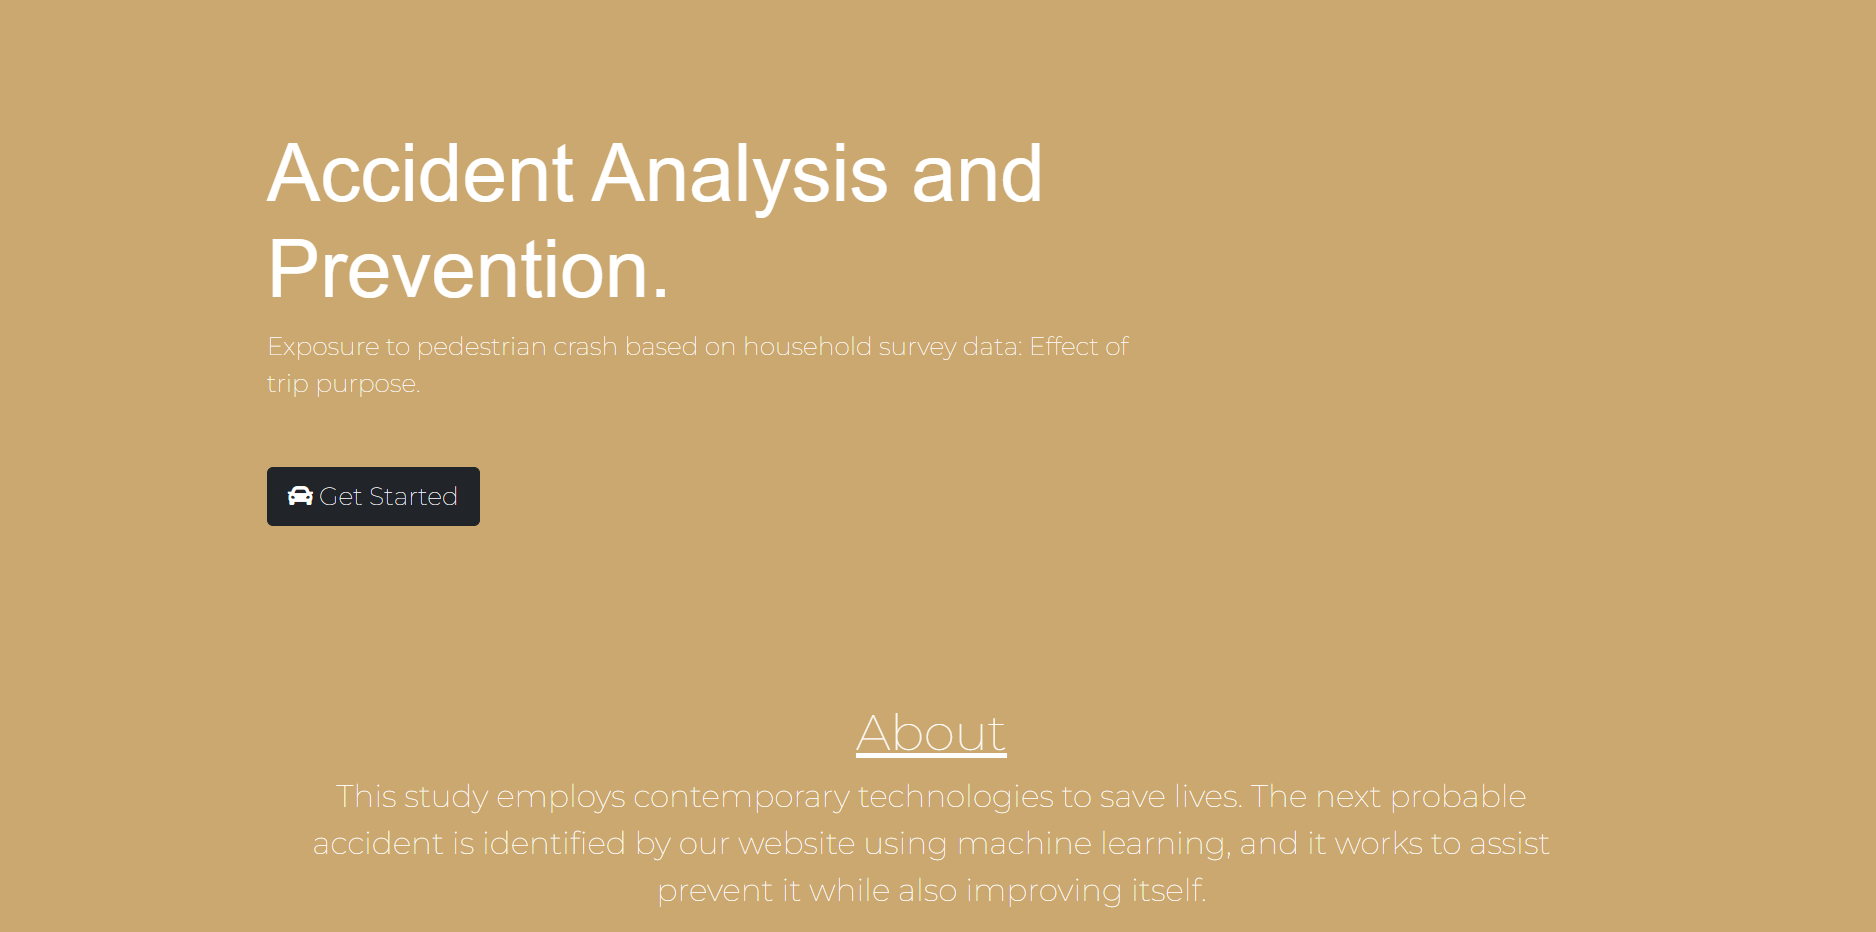 Accident Analysis and
Prevention.
Exposure to pedestrian crash based on household survey data: Effect of
trip purpose.
Get Started
About
This study employs contemporary technologies to save lives. The next probable
accident is identified by our website using machine learning, and it works to assist
prevent it while also improving itself.